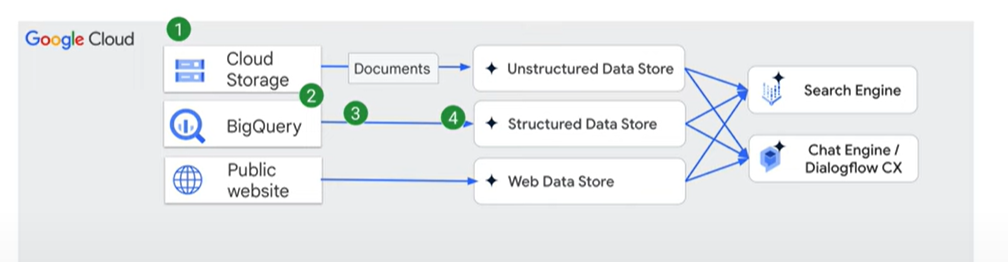 Google Cloud
1
Cloud
Storage
Documents
Unstructured Data Store
2
Search Engine
BigQuery
3
4
Structured Data Store
Chat Engine /
Dialogflow CX
Public
website
Web Data Store